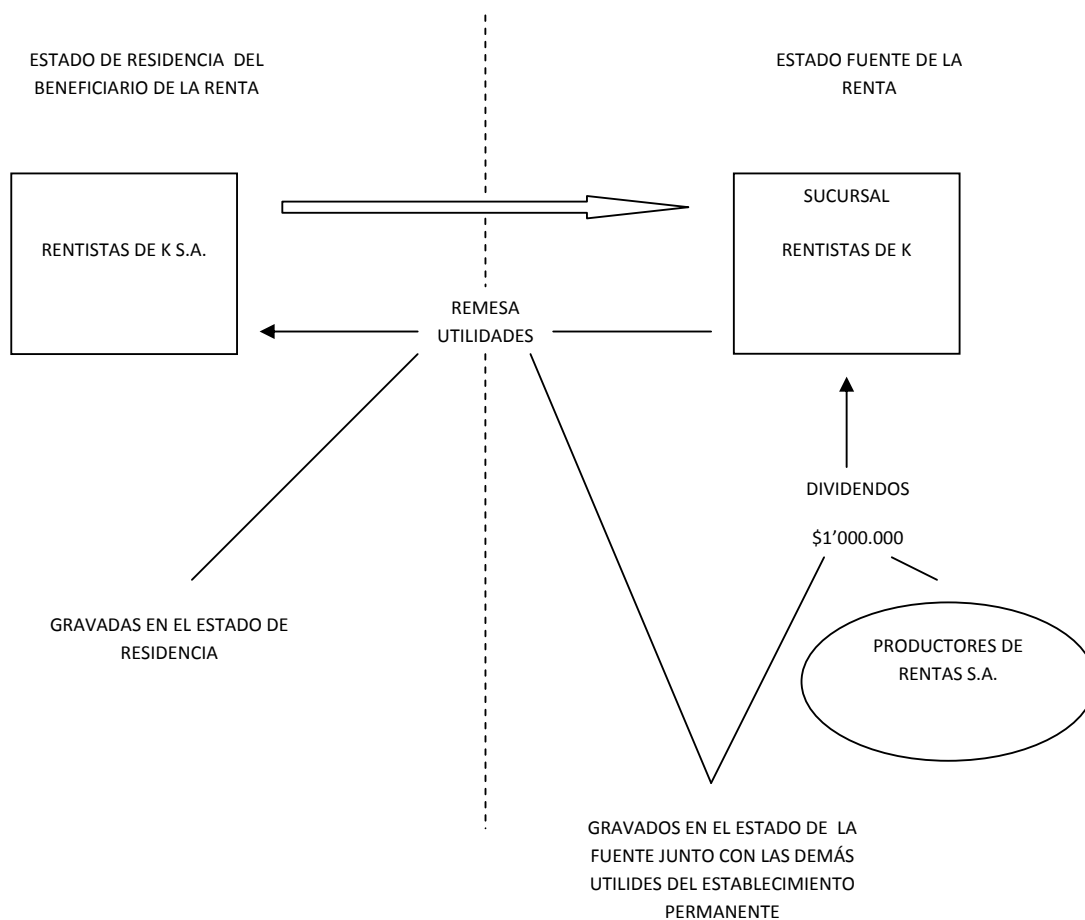 ESTADO DE RESIDENCIA DEL
BENEFICIARIO DE LA RENTA
ESTADO FUENTE DE LA
RENTA
RENTISTAS DE K S.A.
SUCURSAL
RENTISTAS DE K
REMESA
UTILIDADES
DIVIDENDOS
$1’000.000
GRAVADAS EN EL ESTADO DE
RESIDENCIA
PRODUCTORES DE
RENTAS S.A.
GRAVADOS EN EL ESTADO DE LA
FUENTE JUNTO CON LAS DEMÁS
UTILIDES DEL ESTABLECIMIENTO
PERMANENTE